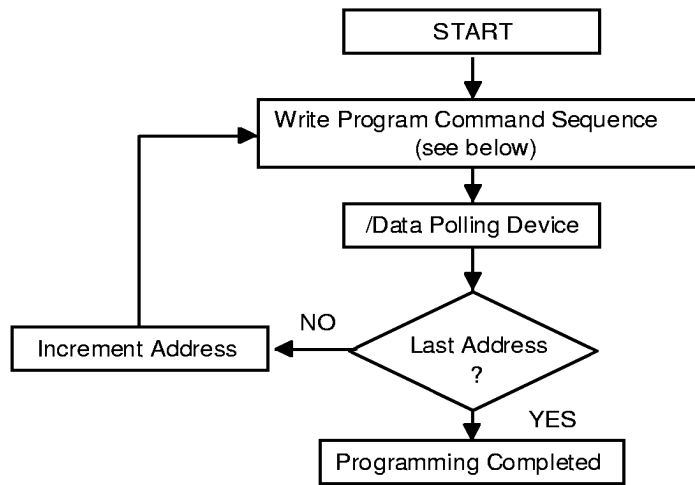 START
Write Program Command Sequence
(see below)
/Data Polling Device
Last Address
?
NO
Increment Address
YES
Programming Completed